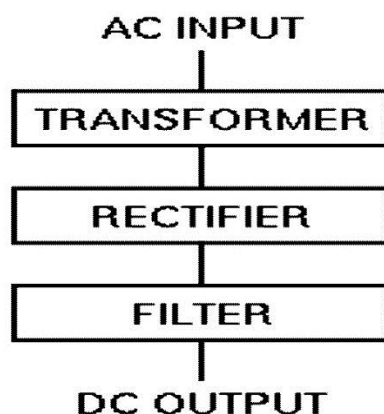 AC INPUT
TRANSFORMER
RECTIFIER
FILTER
DC OUTPUT